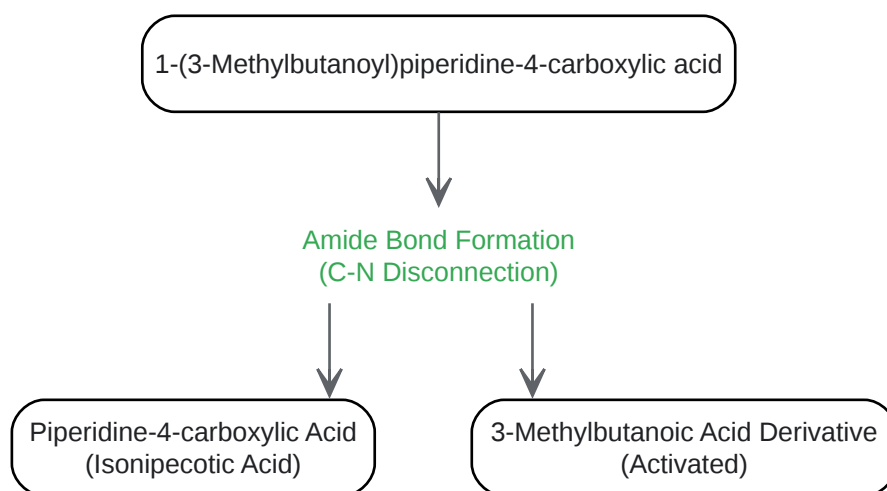 1-(3-Methylbutanoyl)piperidine-4-carboxylic acid
Amide Bond Formation
(C-N Disconnection)
Piperidine-4-carboxylic Acid
(Isonipecotic Acid)
3-Methylbutanoic Acid Derivative
(Activated)